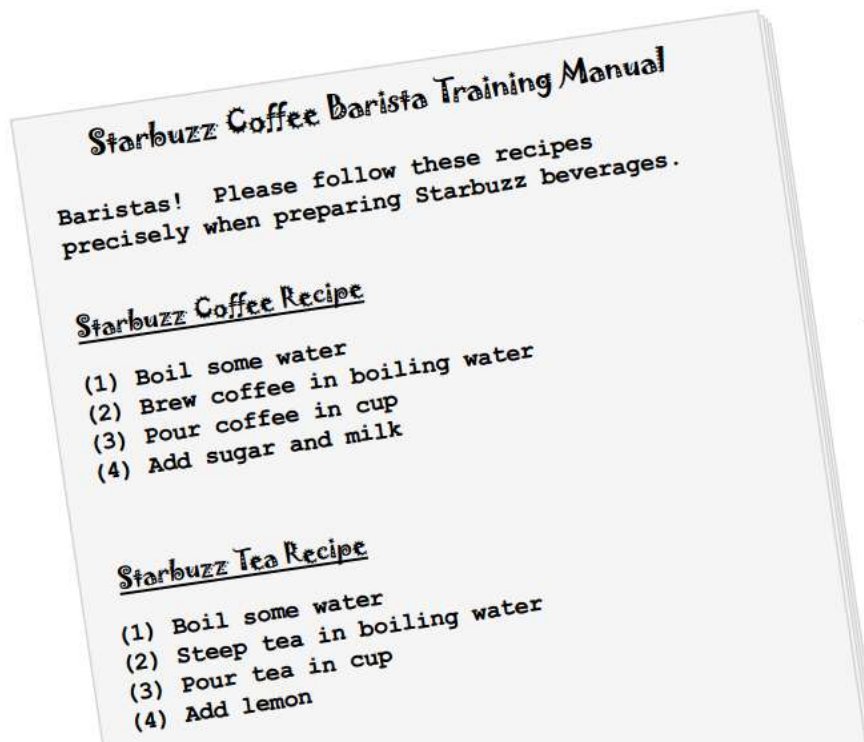 Starbuzz Coffee Barista Training Manual
Baristas! Please follow these recipes
precisely when preparing Starbuzz beverages.
Starbuzz Coffee Recipe
(1) Boil some water
(2) Brew coffee in boiling water
(3) Pour coffee in cup
(4) Add sugar and milk
Starbuzz Tea Recipe
(1) Boil some water
(2) Steep tea in boiling water
(3) Pour tea in cup
(4) Add lemon